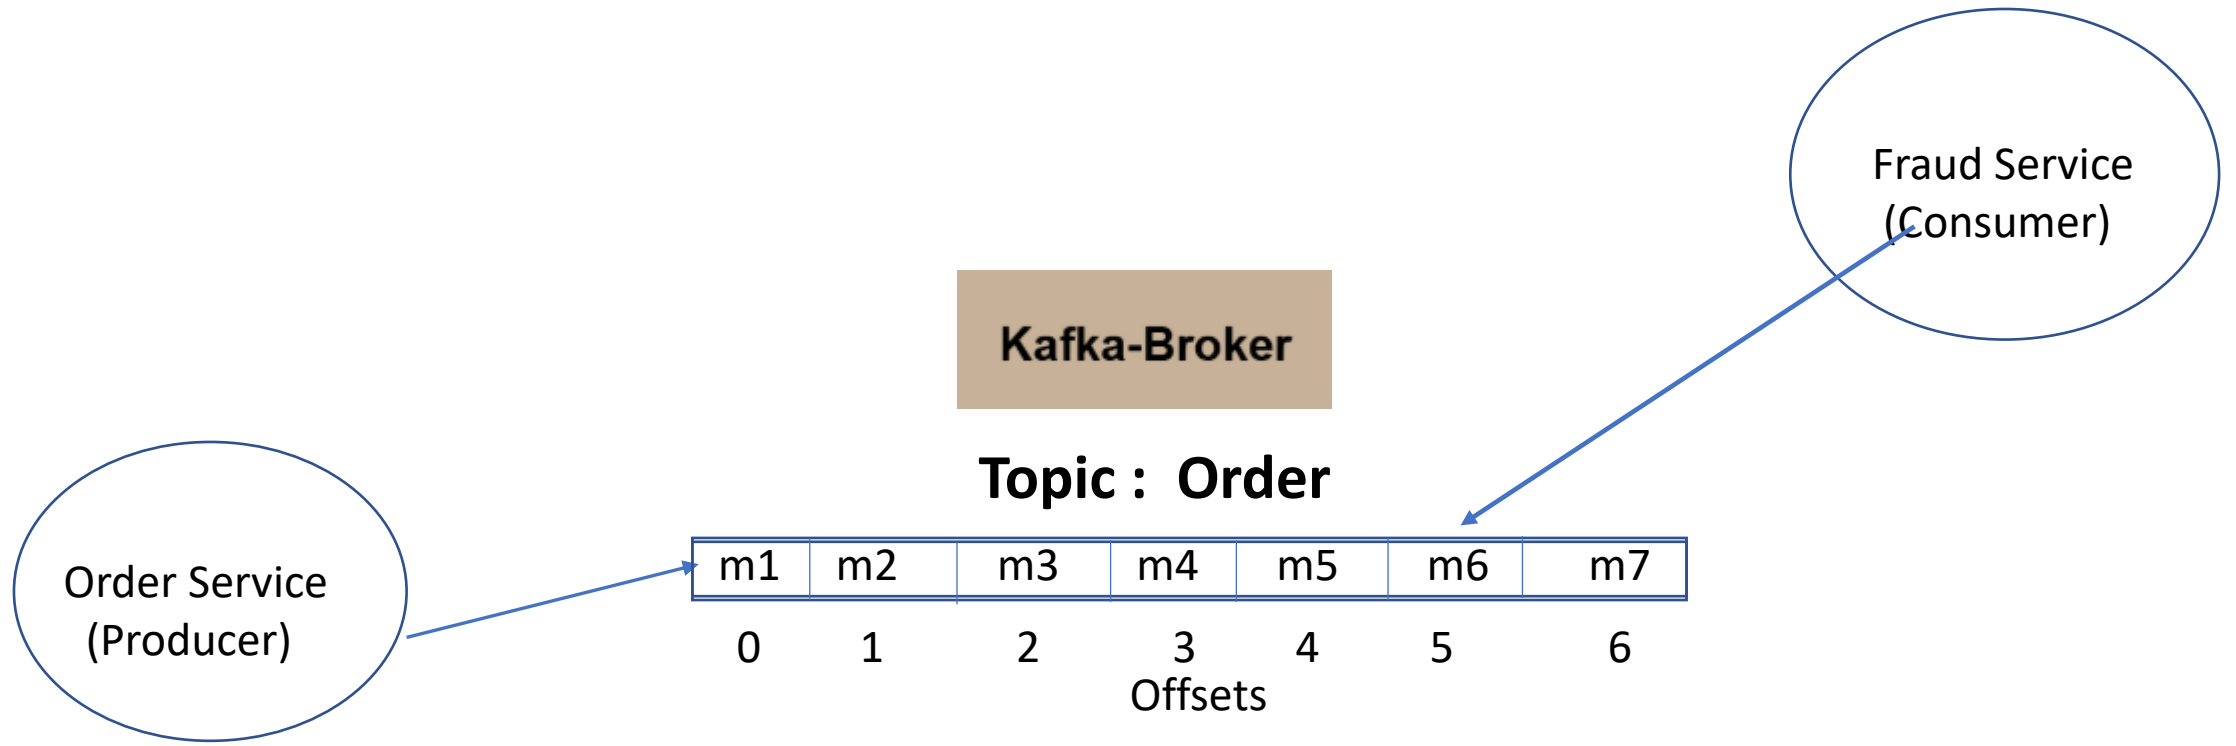 Fraud Service
(Consumer)
Kafka-Broker
Topic :  Order
Order Service
(Producer)
m1 m2 m3 m4 m5 m6 m7
0 1 2 3 4 5 6
Offsets